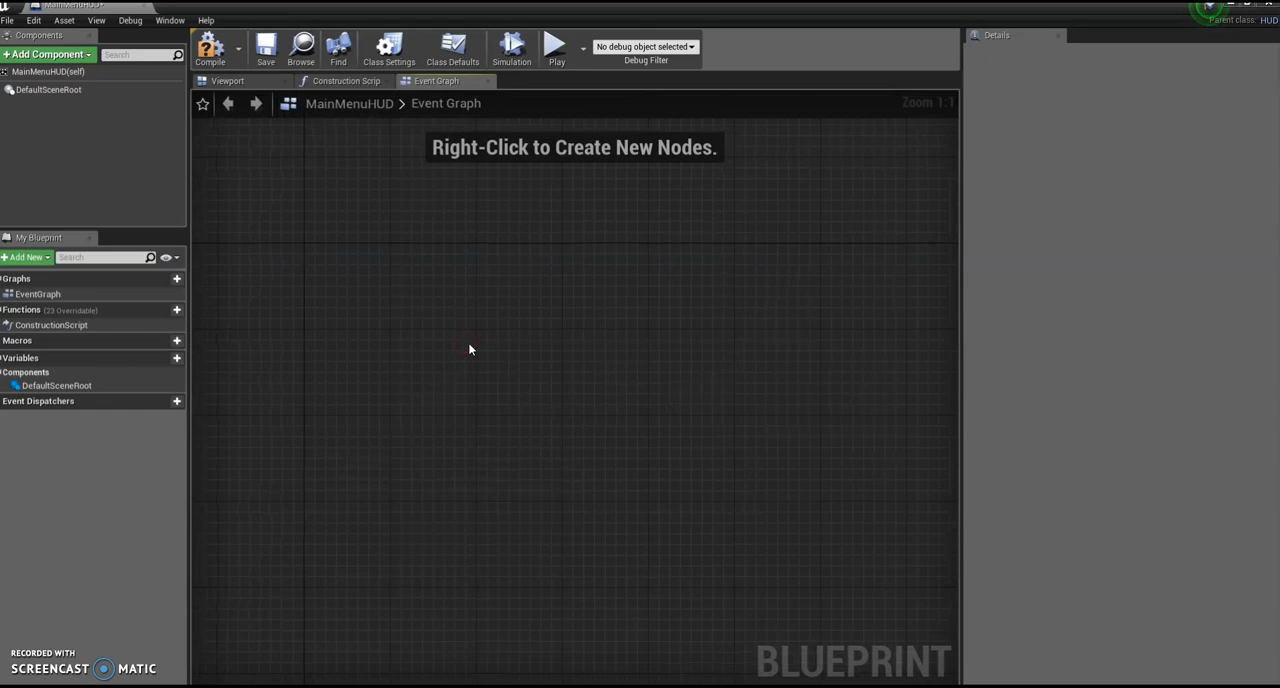 MainMenuHUD*
File Edit Asset View Debug Window Help
Parent class: HUD
Components
+Add Component
Search
MainMenuHUD(self)
DefaultSceneRoot
Compile
Save
Browse
Find
Class Settings
Class Defaults
Simulation
Play
No debug object selected
Debug Filter
Details
Viewport
Construction Scrip
Event Graph
MainMenuHUD > Event Graph
Zoom 1:1
Right-Click to Create New Nodes.
My Blueprint
+Add New
Search
Graphs
EventGraph
Functions (23 Overridable)
ConstructionScript
Macros
Variables
Components
DefaultSceneRoot
Event Dispatchers
RECORDED WITH
SCREENCAST MATIC
BLUEPRINT